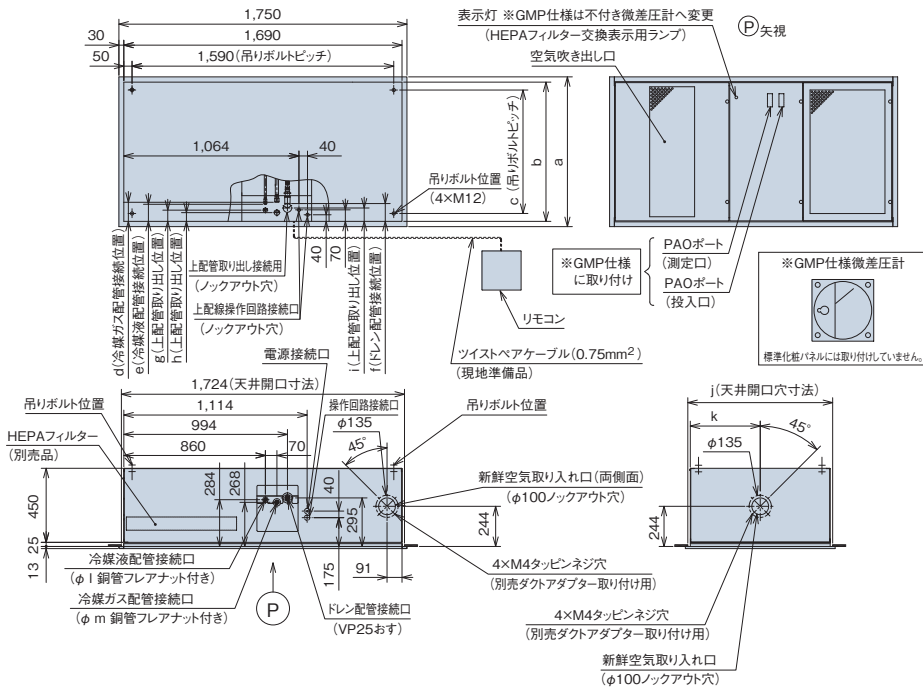 1,750
30
1,690
50
1,590(吊りボルトピッチ)
1,064
40
c(吊りボルトピッチ)
b
a
吊りボルト位置
(4×M12)
40
70
d(冷媒ガス配管接続位置)
e(冷媒液配管接続位置)
g(上配管取り出し位置)
h(上配管取り出し位置)
上配管取り出し接続用
(ノックアウト穴)
上配線操作回路接続口
(ノックアウト穴)
i(上配管取り出し位置)
f(ドレン配管接続位置)
リモコン
ツイストペアケーブル(0.75mm²)
(現地準備品)
表示灯 ※GMP仕様は不付き微差圧計へ変更
(HEPAフィルター交換表示用ランプ)
空気吹き出し口
P矢視
※GMP仕様
に取り付け
PAOポート
(測定口)
PAOポート
(投入口)
※GMP仕様微差圧計
標準化粧パネルには取り付けしていません。
電源接続口
1,724(天井開口寸法)
吊りボルト位置
1,114
操作回路接続口
吊りボルト位置
994
φ135
HEPAフィルター
(別売品)
860
70
45°
284
268
40
295
新鮮空気取り入れ口(両側面)
(φ100ノックアウト穴)
450
244
25
13
175
91
冷媒液配管接続口
(φl 銅管フレアナット付き)
冷媒ガス配管接続口
(φm 銅管フレアナット付き)
P
ドレン配管接続口
(VP25おす)
4×M4タッピンネジ穴
(別売ダクトアダプター取り付け用)
j(天井開口穴寸法)
k
45°
φ135
244
4×M4タッピンネジ穴
(別売ダクトアダプター取り付け用)
新鮮空気取り入れ口
(φ100ノックアウト穴)